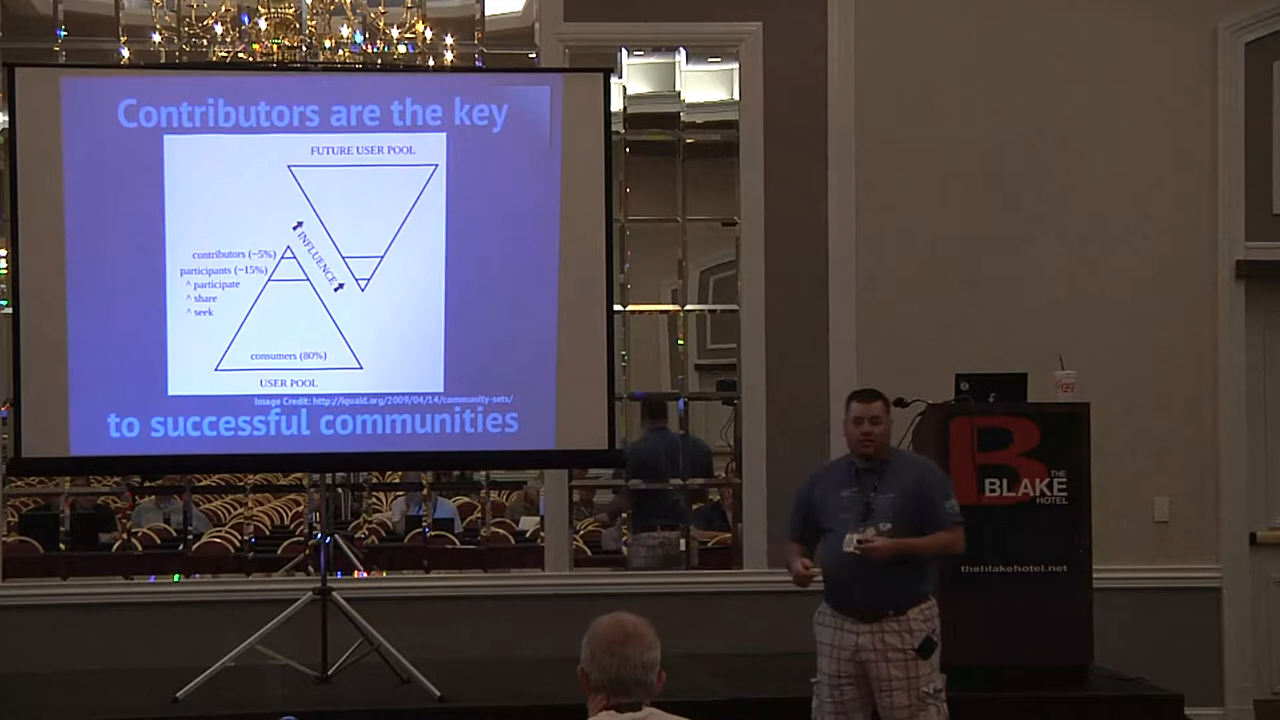 Contributors are the key
FUTURE USER POOL
INFLUENCE
contributors (~5%)
participants (~15%)
^ participate
^ share
^ seek
consumers (80%)
USER POOL
Image Credit: http://iquaid.org/2009/04/14/community-sets/
to successful communities
B
THE
BLAKE
HOTEL
theblakehotel.net